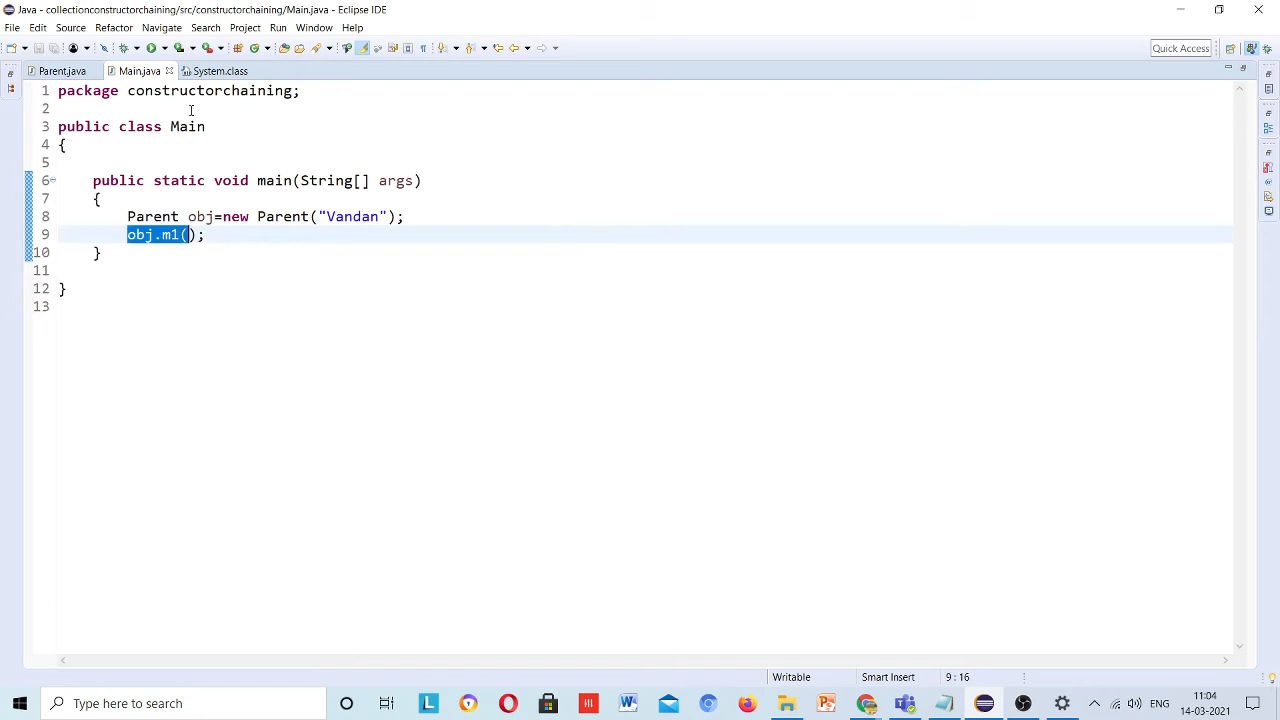 Java - collectionconstructorchaining/src/constructorchaining/Main.java - Eclipse IDE
File Edit Source Refactor Navigate Search Project Run Window Help
Quick Access
Parent.java Main.java System.class
1 package constructorchaining;
2
3 public class Main
4 {
5
6 public static void main(String[] args)
7 {
8 Parent obj=new Parent("Vandan");
9 obj.m1();
10 }
11
12 }
13
Writable Smart Insert 9 : 16
Type here to search
ENG
11:04
14-03-2021